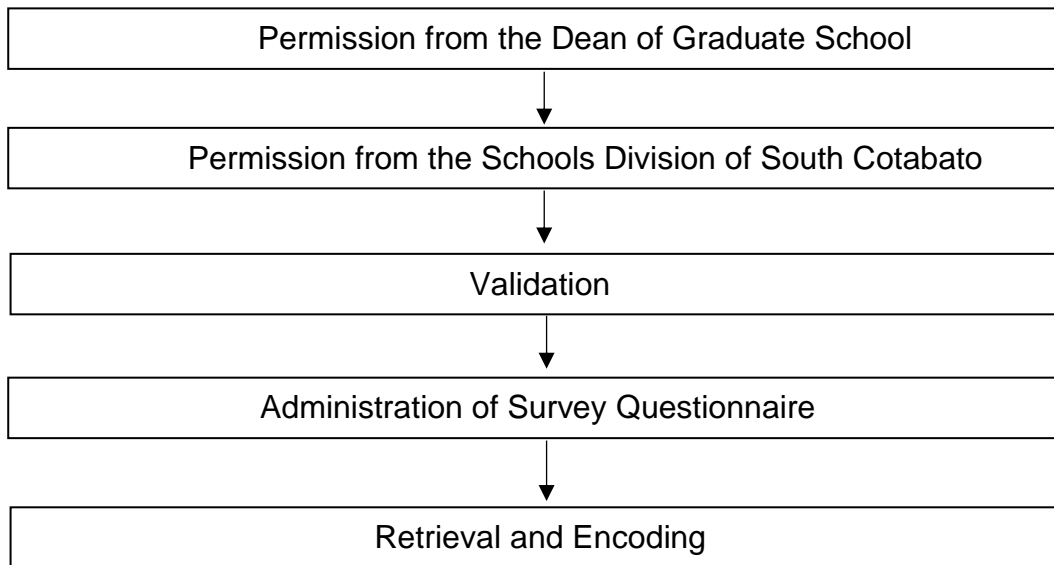 Permission from the Dean of Graduate School
Permission from the Schools Division of South Cotabato
Validation
Administration of Survey Questionnaire
Retrieval and Encoding